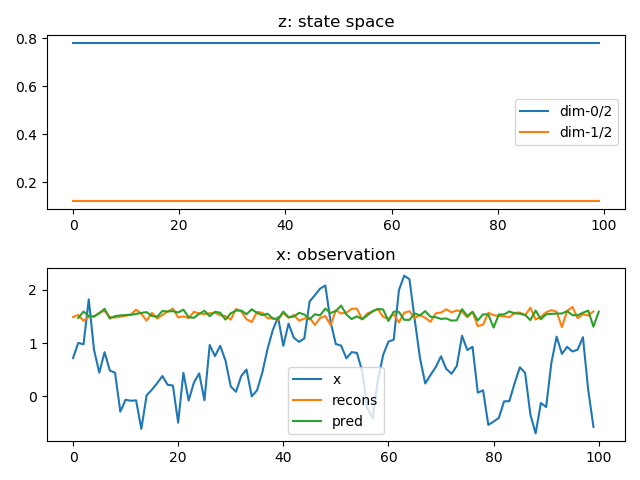 z: state space
0.8
0.6
0.4
0.2
dim-0/2
dim-1/2
0 20 40 60 80 100
x: observation
2
1
0
x
recons
pred
0 20 40 60 80 100